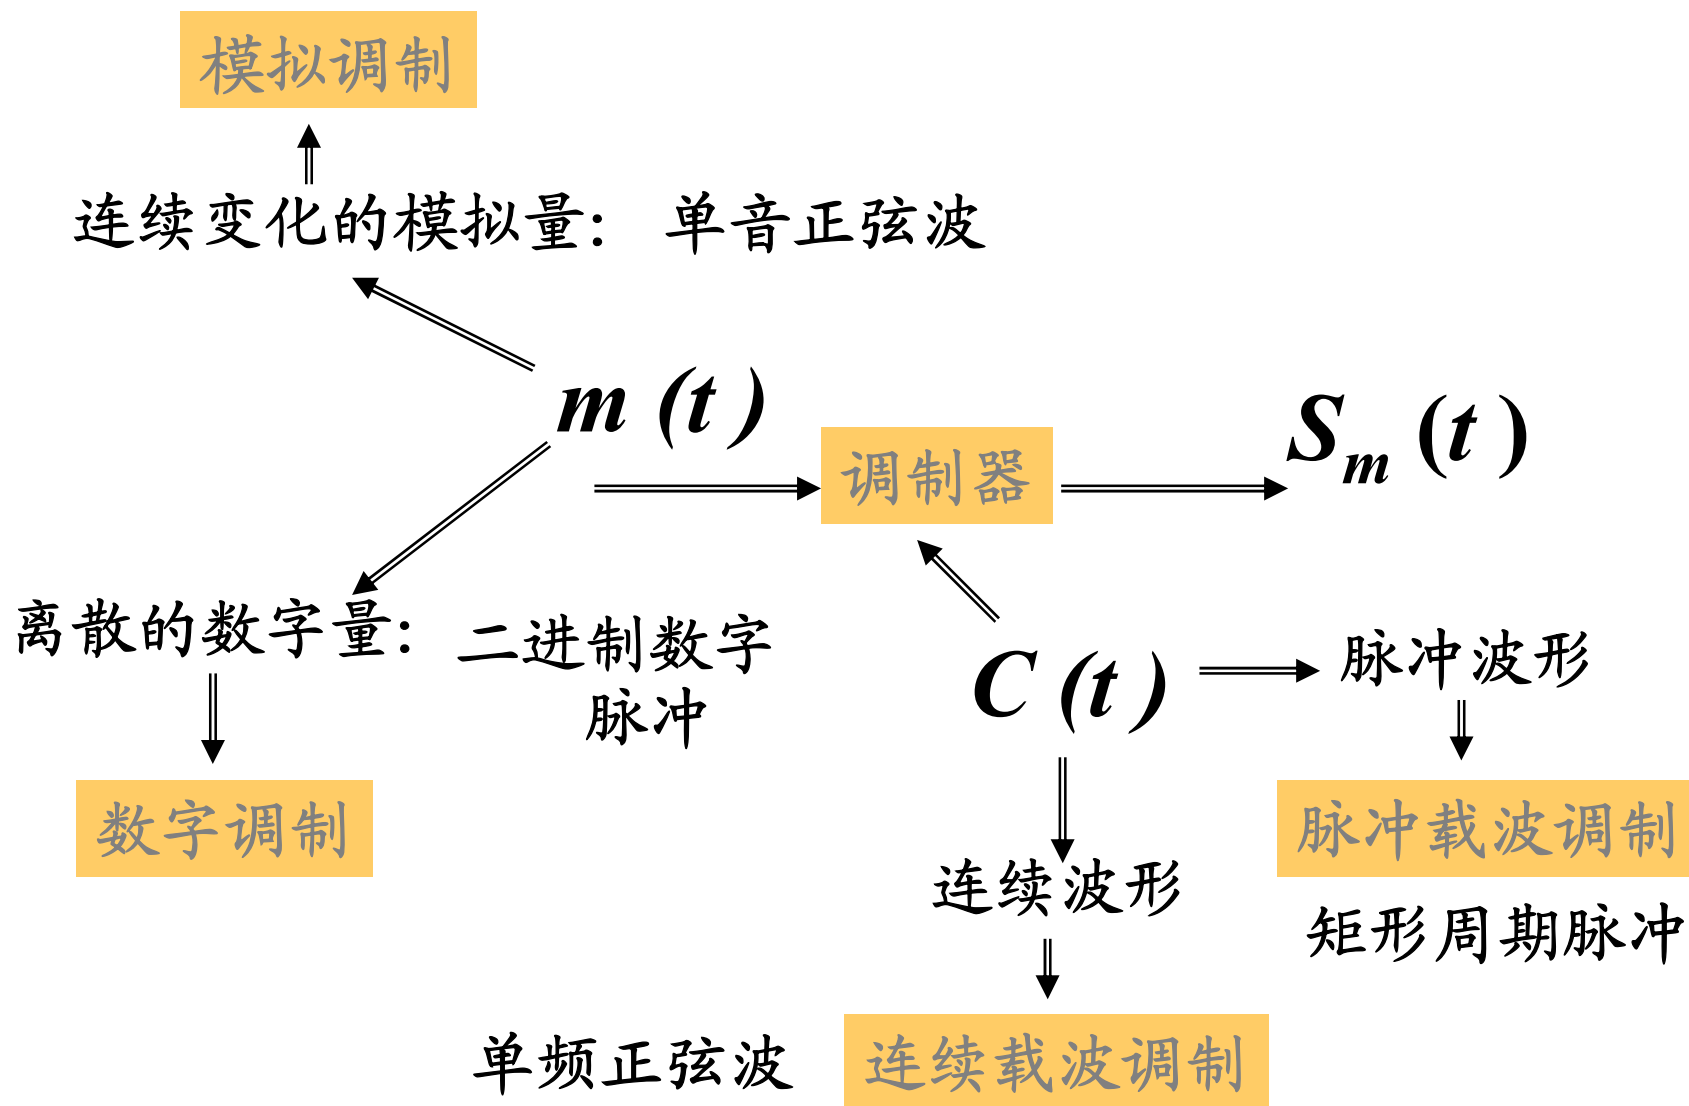 模拟调制
连续变化的模拟量: 单音正弦波
m (t )
Sm (t )
调制器
离散的数字量:
二进制数字
脉冲
C (t )
脉冲波形
数字调制
脉冲载波调制
连续波形
矩形周期脉冲
单频正弦波
连续载波调制